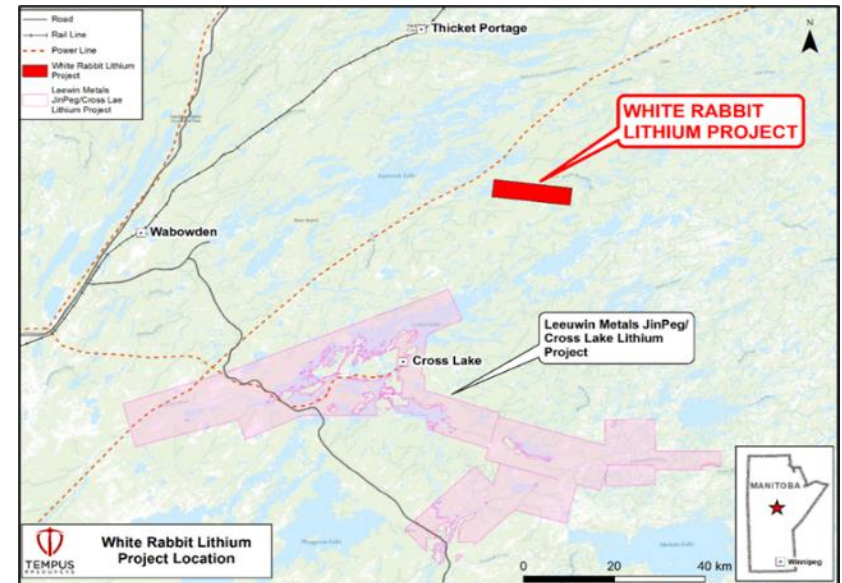 Road
Rail Line
Power Line
White Rabbit Lithium
Project
Leewin Metals
JinPeg/Cross Lae
Lithium Project
Thicket Portage
N
WHITE RABBIT
LITHIUM PROJECT
Wabowden
Leeuwin Metals JinPeg/
Cross Lake Lithium
Project
Cross Lake
MANITOBA
Winnipeg
TEMPUS
RESOURCES
White Rabbit Lithium
Project Location
0 20 40 km